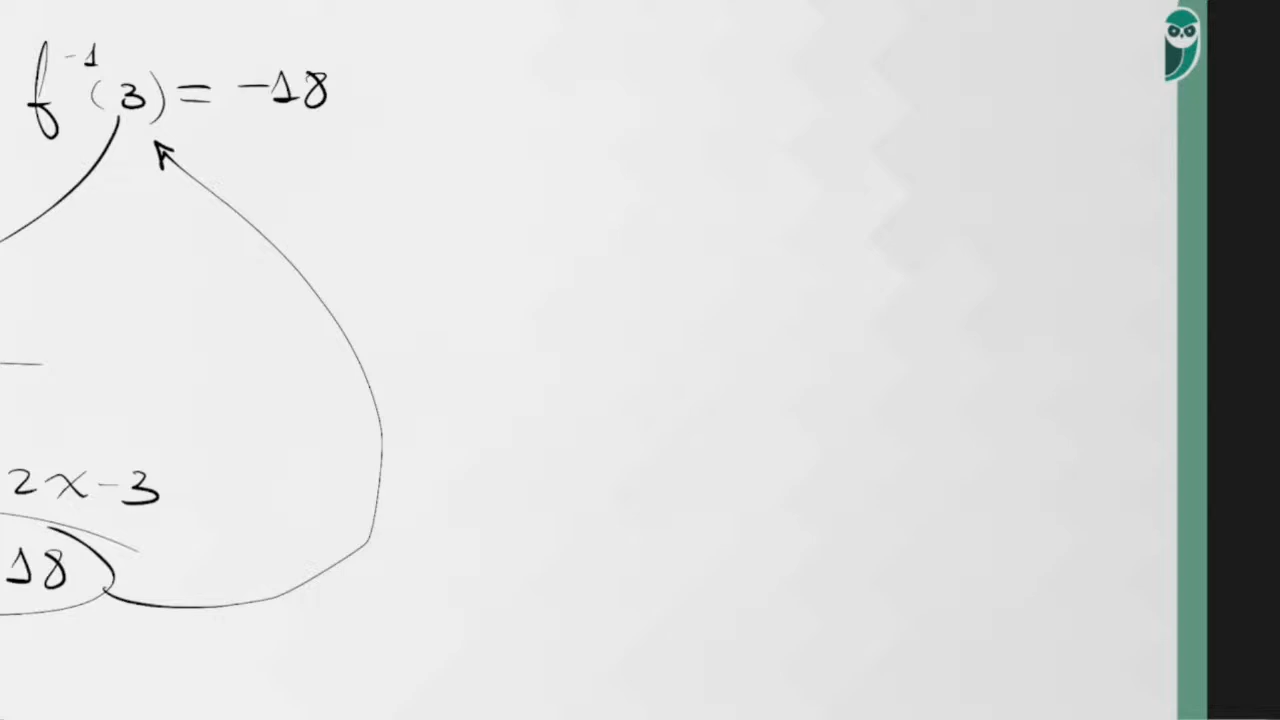 f⁻¹(3) = -18
2x-3
18